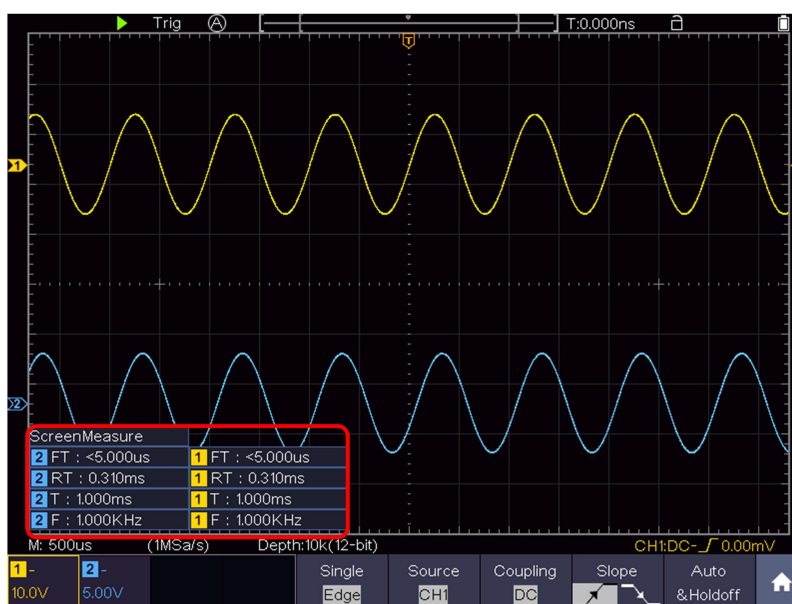 Trig A T:0.000ns
T
1
2
ScreenMeasure
2 FT : <5.000us 1 FT : <5.000us
2 RT : 0.310ms 1 RT : 0.310ms
2 T : 1.000ms 1 T : 1.000ms
2 F : 1.000KHz 1 F : 1.000KHz
M: 500us (1MSa/s) Depth:10k(12-bit) CH1:DC- 0.00mV
1 - 2 - Single Source Coupling Slope Auto
10.0V 5.00V Edge CH1 DC &Holdoff